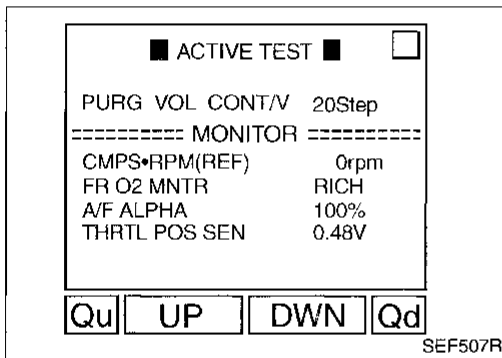 ■ ACTIVE TEST ■
PURG VOL CONT/V 20Step
========== MONITOR ==========
CMPS•RPM(REF) 0rpm
FR O2 MNTR RICH
A/F ALPHA 100%
THRTL POS SEN 0.48V
Qu UP DWN Qd
SEF507R